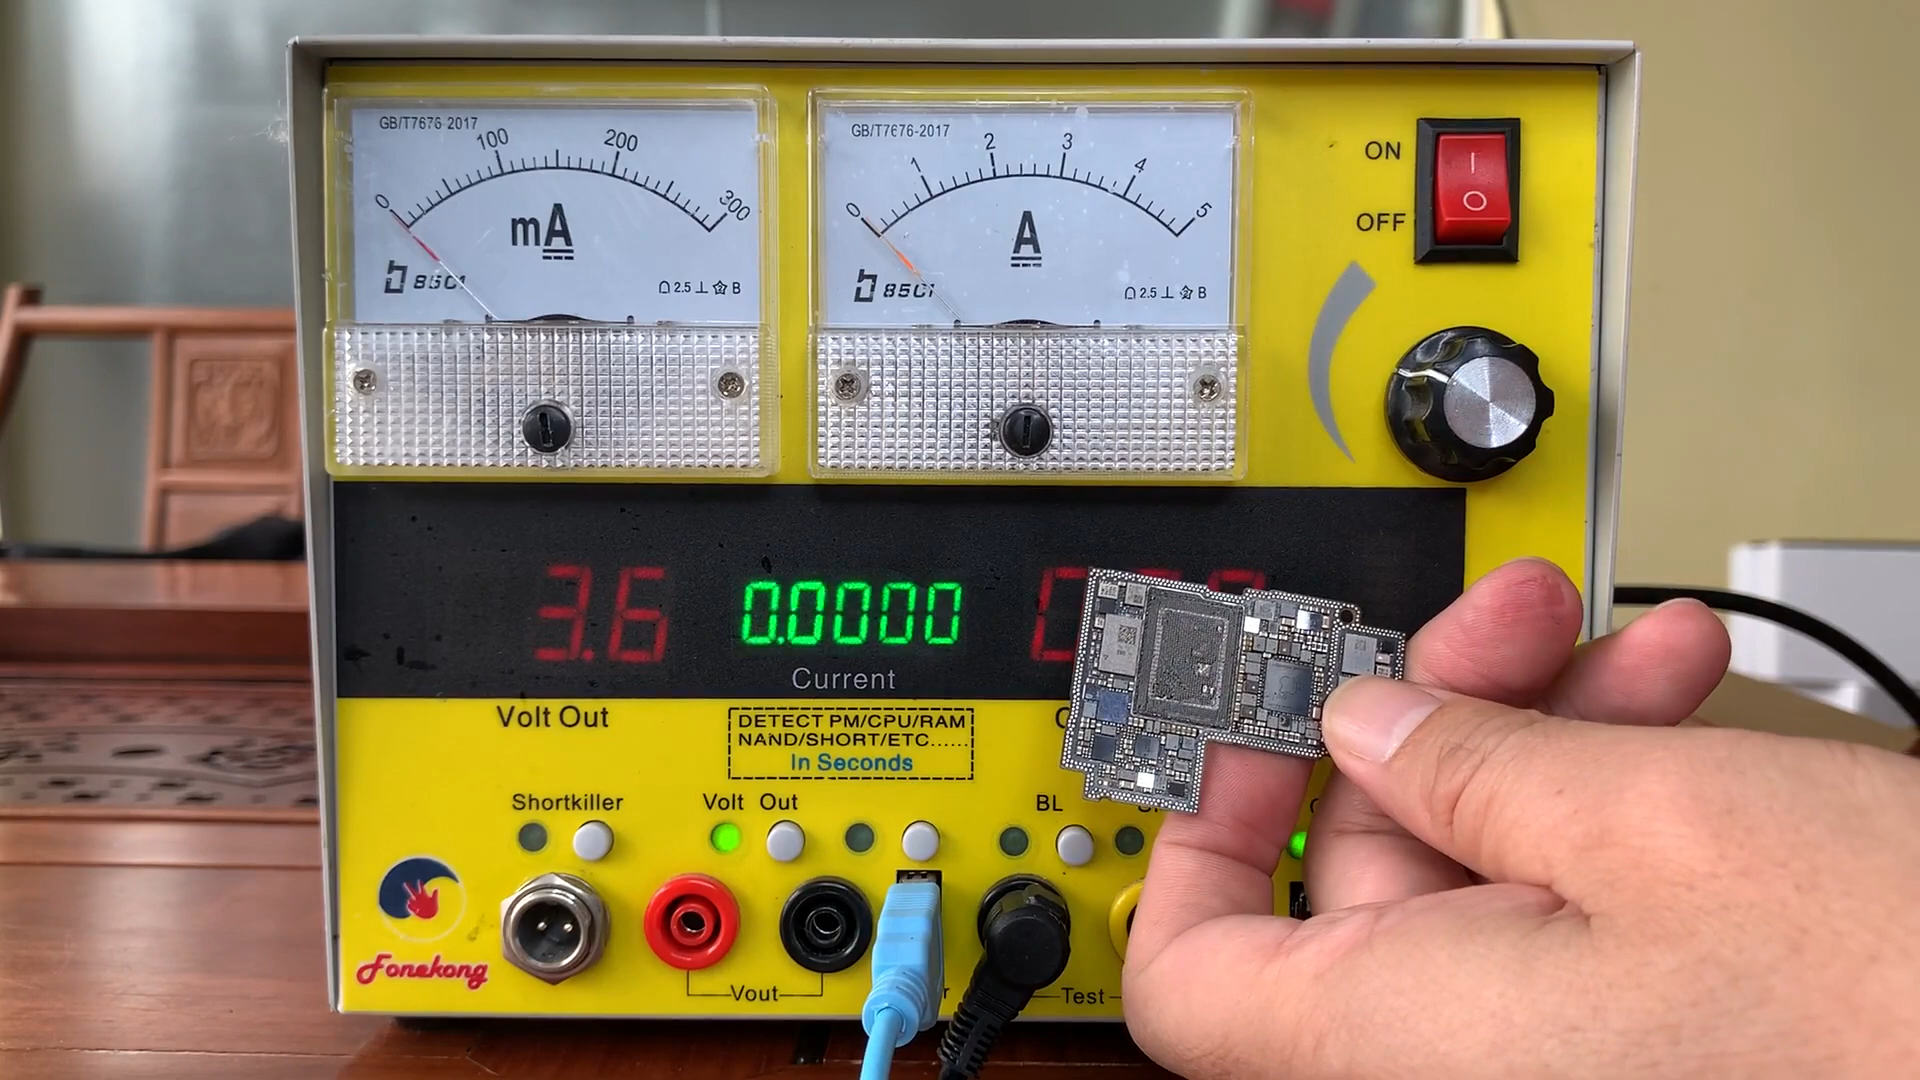 GB/T7676-2017
0 100 200 300
mA
85C1
2.5 B
GB/T7676-2017
0 1 2 3 4 5
A
85C1
2.5 B
ON
OFF
I
O
3.6
0.0000
Current
Volt Out
DETECT PM/CPU/RAM
NAND/SHORT/ETC......
In Seconds
Shortkiller
Volt Out
BL
Fonekong
Vout
Test